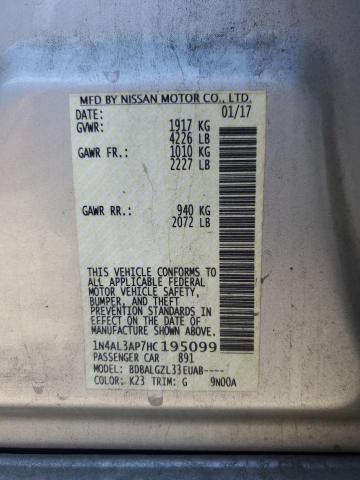 MFD BY NISSAN MOTOR CO., LTD.
DATE: 01/17
GVWR: 1917 KG
4226 LB
GAWR FR.: 1010 KG
2227 LB
GAWR RR.: 940 KG
2072 LB
THIS VEHICLE CONFORMS TO
ALL APPLICABLE FEDERAL
MOTOR VEHICLE SAFETY,
BUMPER, AND THEFT
PREVENTION STANDARDS
IN EFFECT ON THE DATE OF
MANUFACTURE SHOWN ABOVE.
1N4AL3AP7HC195099
PASSENGER CAR 891
MODEL: BDBALGZL33EUAB----
COLOR: K23 TRIM: G 9N00A